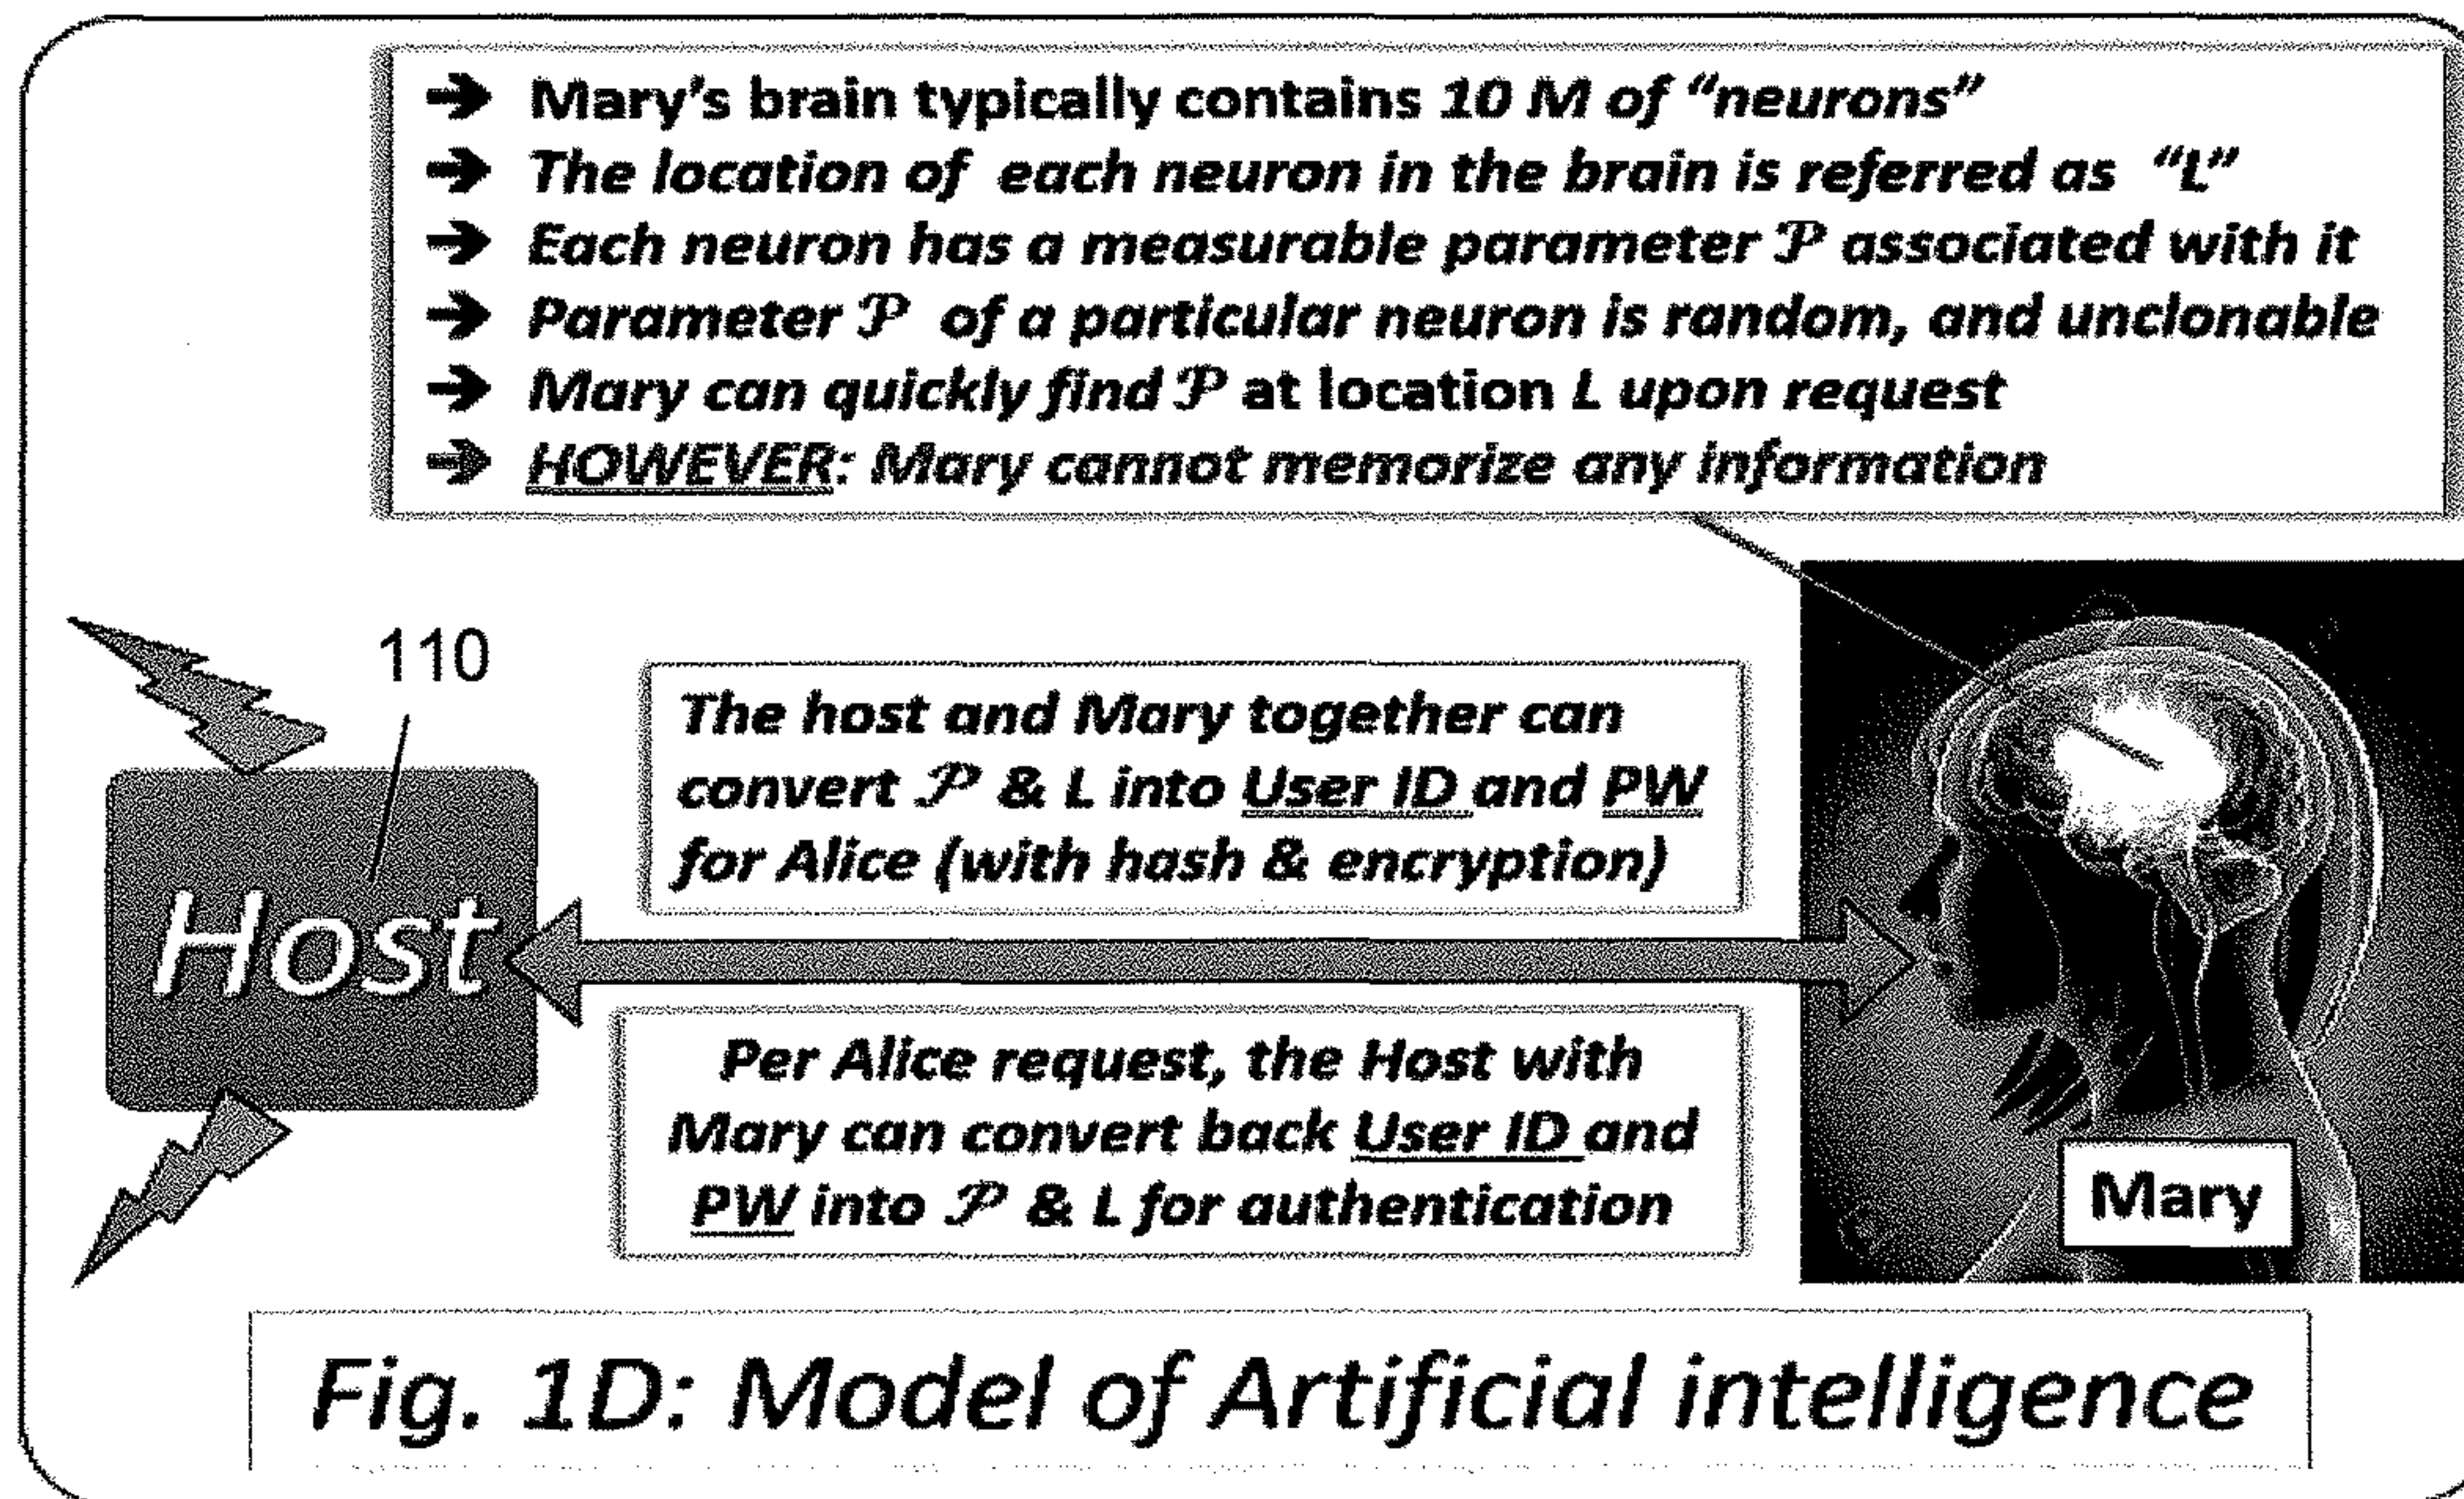 ➔ Mary's brain typically contains 10 M of “neurons”
➔ The location of each neuron in the brain is referred as “L”
➔ Each neuron has a measurable parameter 𝒫 associated with it
➔ Parameter 𝒫 of a particular neuron is random, and unclonable
➔ Mary can quickly find 𝒫 at location L upon request
➔ HOWEVER: Mary cannot memorize any information
110
The host and Mary together can
convert 𝒫 & L into User ID and PW
for Alice (with hash & encryption)
Host
Per Alice request, the Host with
Mary can convert back User ID and
PW into 𝒫 & L for authentication
Mary
Fig. 1D: Model of Artificial intelligence